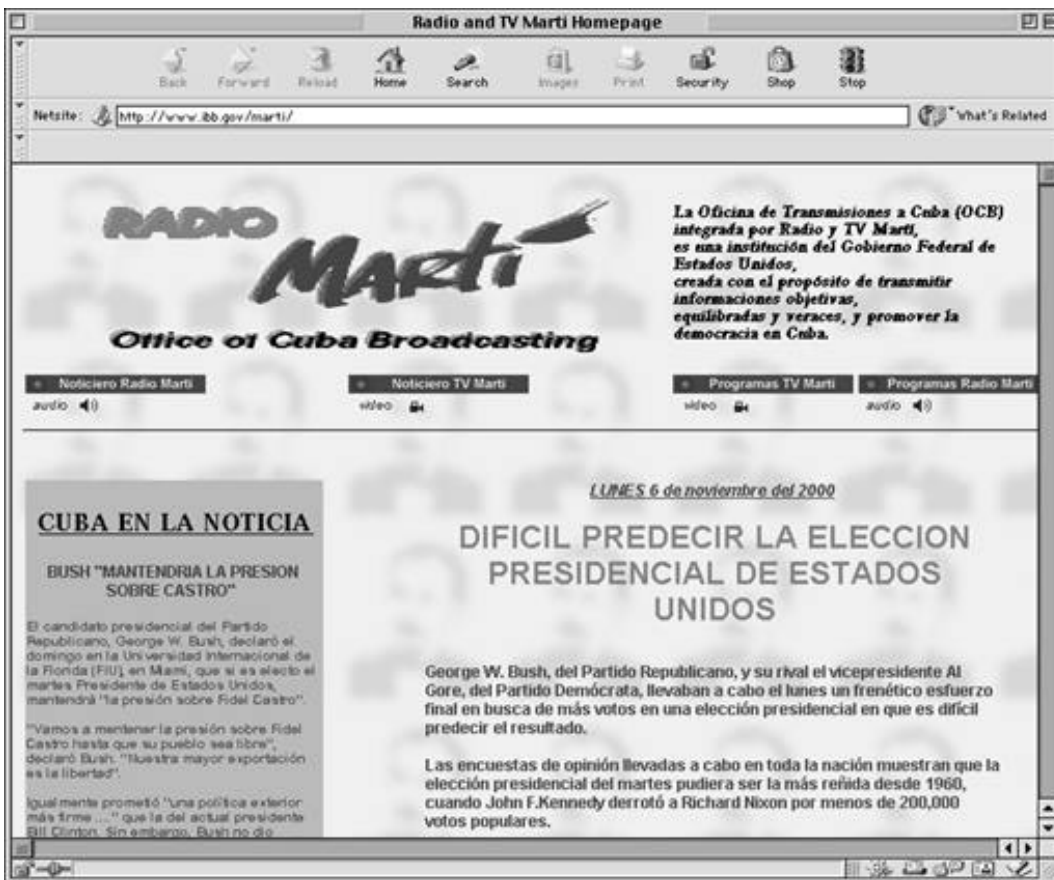 Radio and TV Marti Homepage
Back Forward Reload Home Search Images Print Security Shop Stop
Netsite: http://www.ibb.gov/marti/ What's Related
RADIO
Martí
Office of Cuba Broadcasting
La Oficina de Transmisiones a Cuba (OCB)
integrada por Radio y TV Martí,
es una institución del Gobierno Federal de
Estados Unidos,
creada con el propósito de transmitir
informaciones objetivas,
equilibradas y veraces, y promover la
democracia en Cuba.
Noticiero Radio Marti Noticiero TV Marti Programas TV Marti Programas Radio Marti
audio video video audio
CUBA EN LA NOTICIA
BUSH "MANTENDRIA LA PRESION
SOBRE CASTRO"
El candidato presidencial del Partido
Republicano, George W. Bush, declaró el
domingo en la Universidad Internacional de
la Florida (FIU), en Miami, que si es electo el
martes Presidente de Estados Unidos,
mantendrá "la presión sobre Fidel Castro".
"Vamos a mantener la presión sobre Fidel
Castro hasta que su pueblo sea libre",
declaró Bush. "Nuestra mayor exportación
es la libertad".
Igualmente prometió "una política exterior
más firme ..." que la del actual presidente
Bill Clinton. Sin embargo, Bush no dio
LUNES 6 de noviembre del 2000
DIFICIL PREDECIR LA ELECCION
PRESIDENCIAL DE ESTADOS
UNIDOS
George W. Bush, del Partido Republicano, y su rival el vicepresidente Al
Gore, del Partido Demócrata, llevaban a cabo el lunes un frenético esfuerzo
final en busca de más votos en una elección presidencial en que es difícil
predecir el resultado.
Las encuestas de opinión llevadas a cabo en toda la nación muestran que la
elección presidencial del martes pudiera ser la más reñida desde 1960,
cuando John F.Kennedy derrotó a Richard Nixon por menos de 200,000
votos populares.